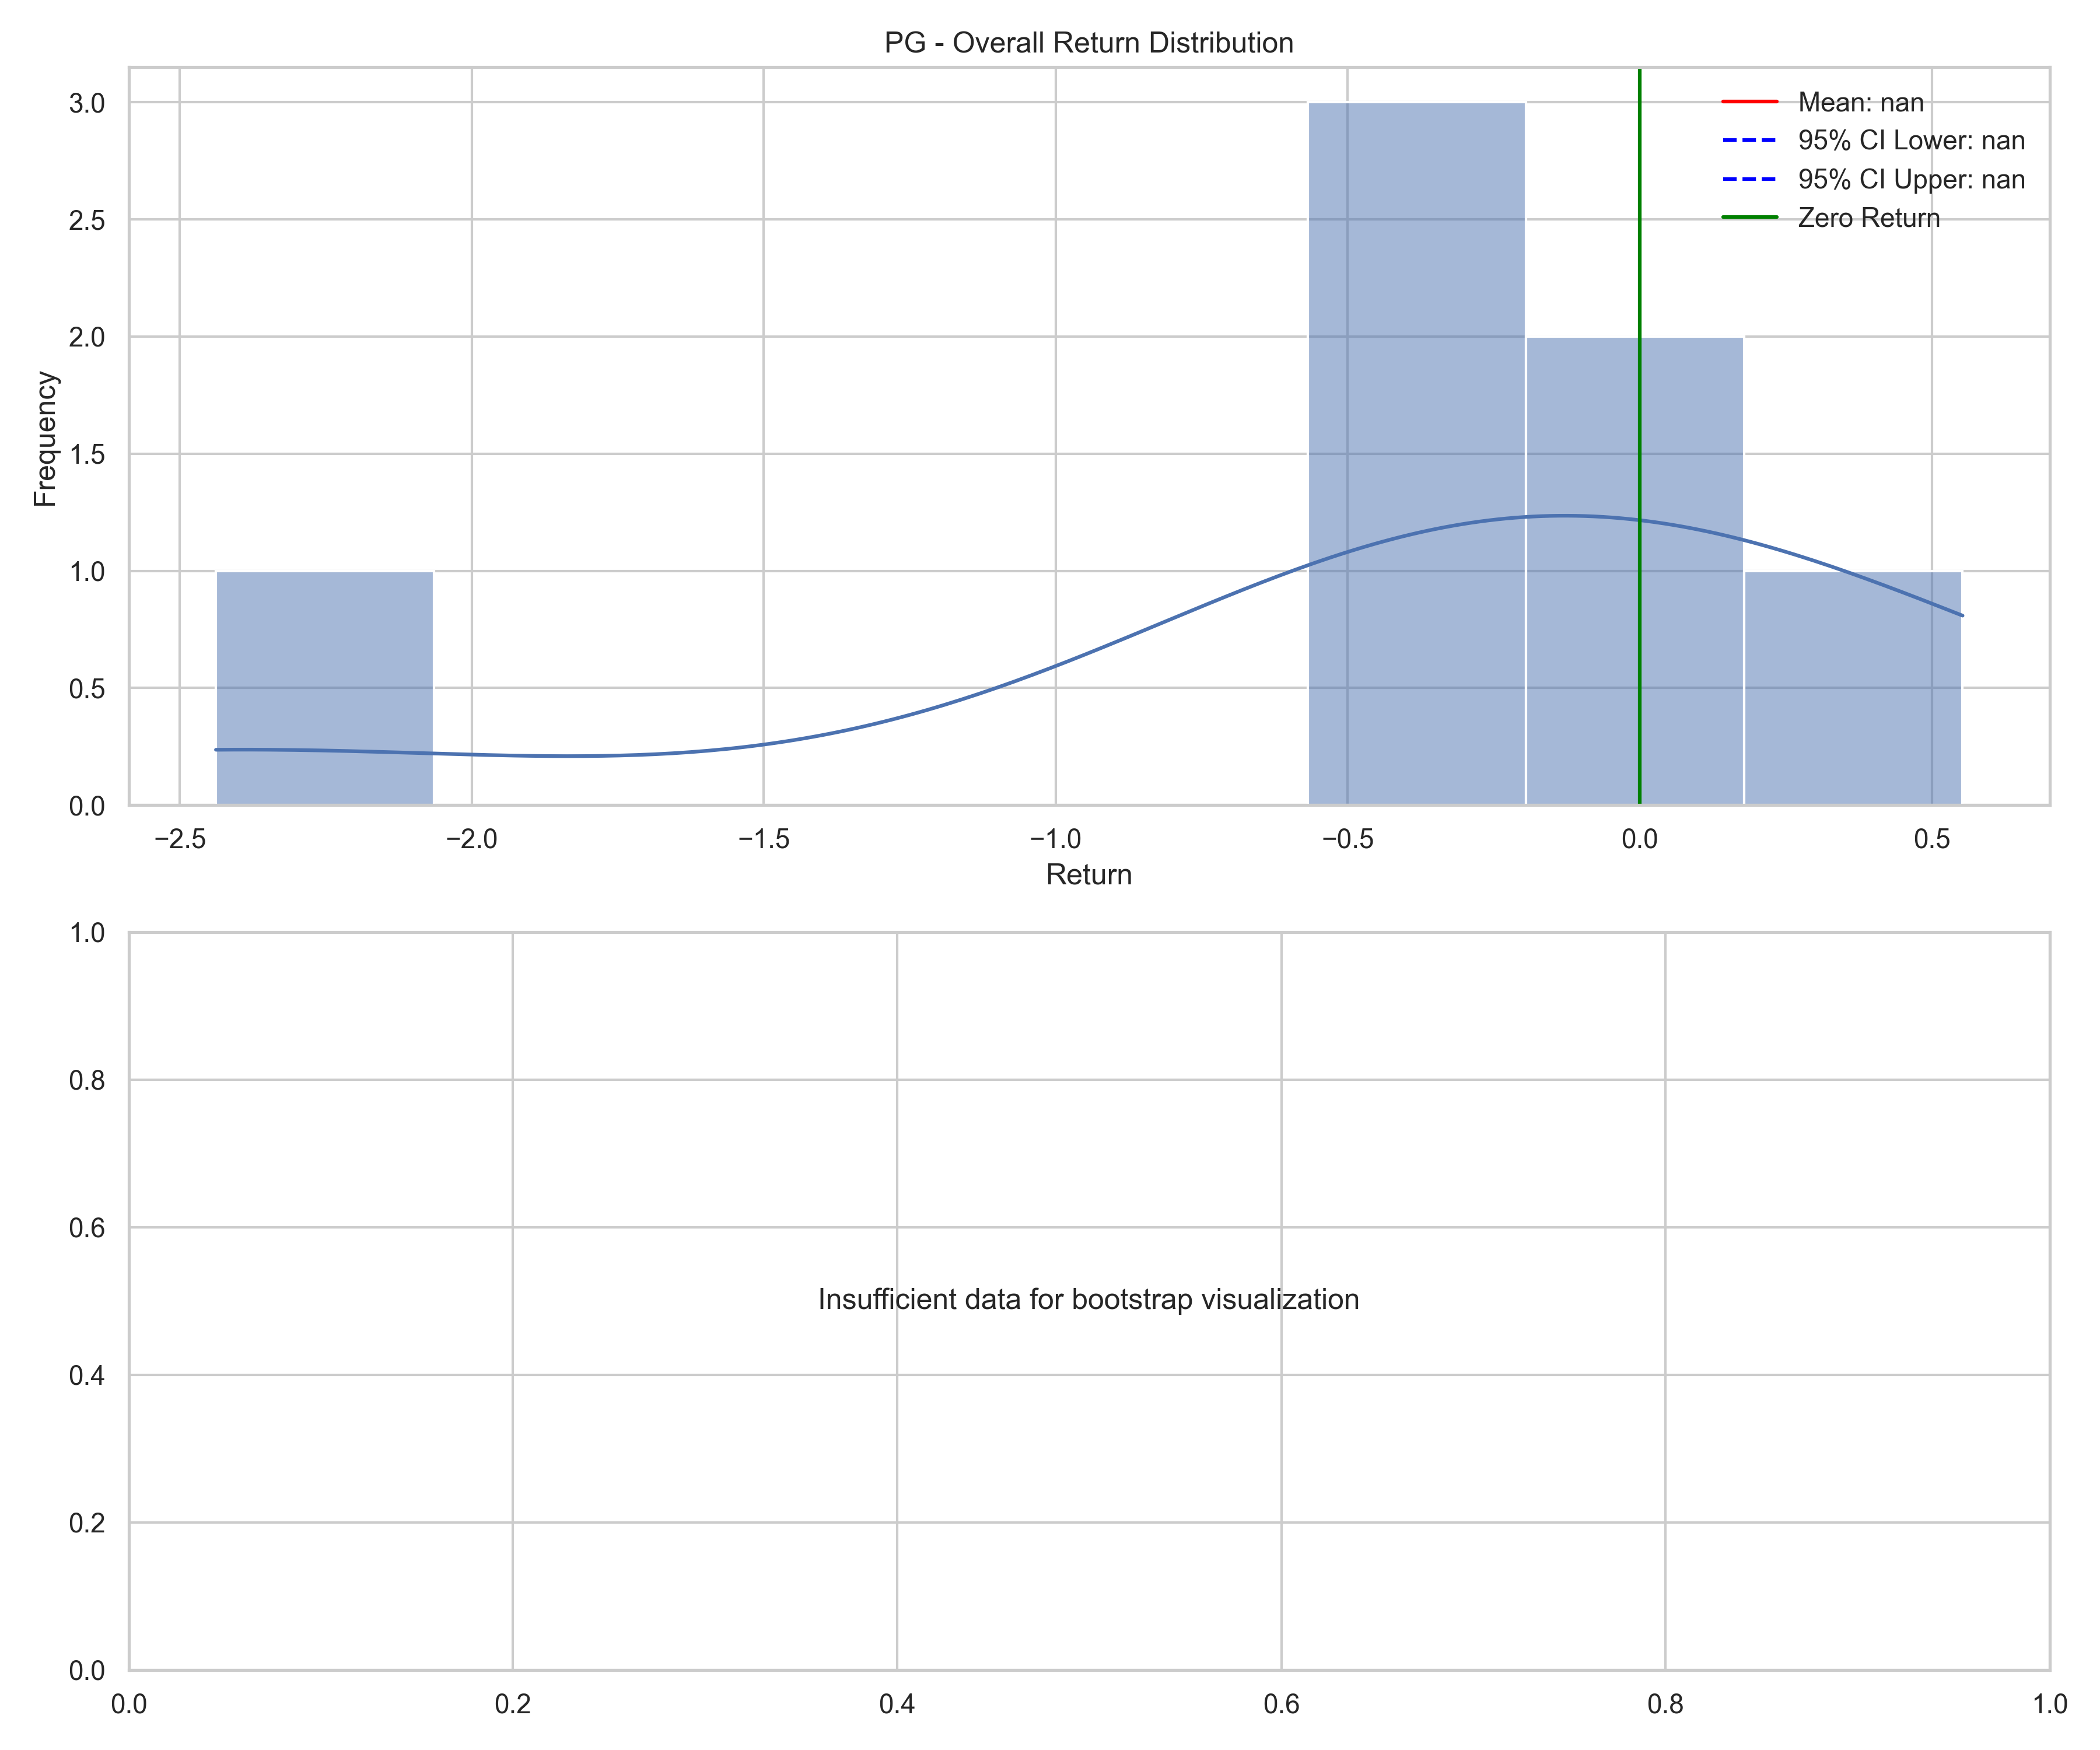 PG - Overall Return Distribution
3.0
2.5
2.0
1.5
1.0
0.5
0.0
Frequency
Mean: nan
95% CI Lower: nan
95% CI Upper: nan
Zero Return
−2.5 −2.0 −1.5 −1.0 −0.5 0.0 0.5
Return
1.0
0.8
0.6
0.4
0.2
0.0
Insufficient data for bootstrap visualization
0.0 0.2 0.4 0.6 0.8 1.0